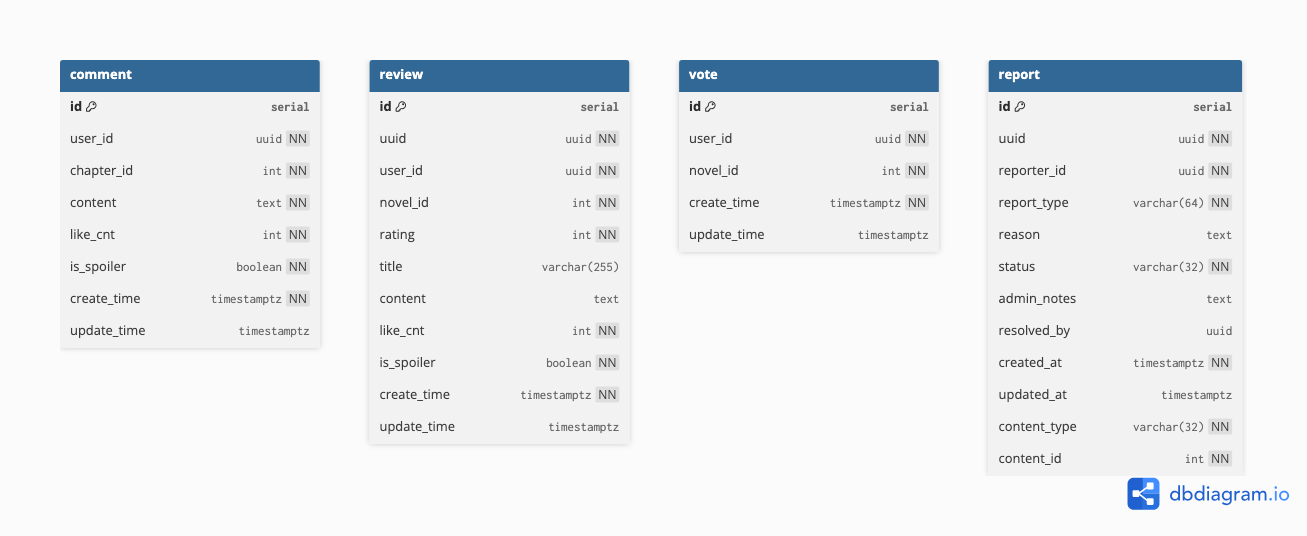 comment
id serial
user_id uuid NN
chapter_id int NN
content text NN
like_cnt int NN
is_spoiler boolean NN
create_time timestamptz NN
update_time timestamptz
review
id serial
uuid uuid NN
user_id uuid NN
novel_id int NN
rating int NN
title varchar(255)
content text
like_cnt int NN
is_spoiler boolean NN
create_time timestamptz NN
update_time timestamptz
vote
id serial
user_id uuid NN
novel_id int NN
create_time timestamptz NN
update_time timestamptz
report
id serial
uuid uuid NN
reporter_id uuid NN
report_type varchar(64) NN
reason text
status varchar(32) NN
admin_notes text
resolved_by uuid
created_at timestamptz NN
updated_at timestamptz
content_type varchar(32) NN
content_id int NN
dbdiagram.io